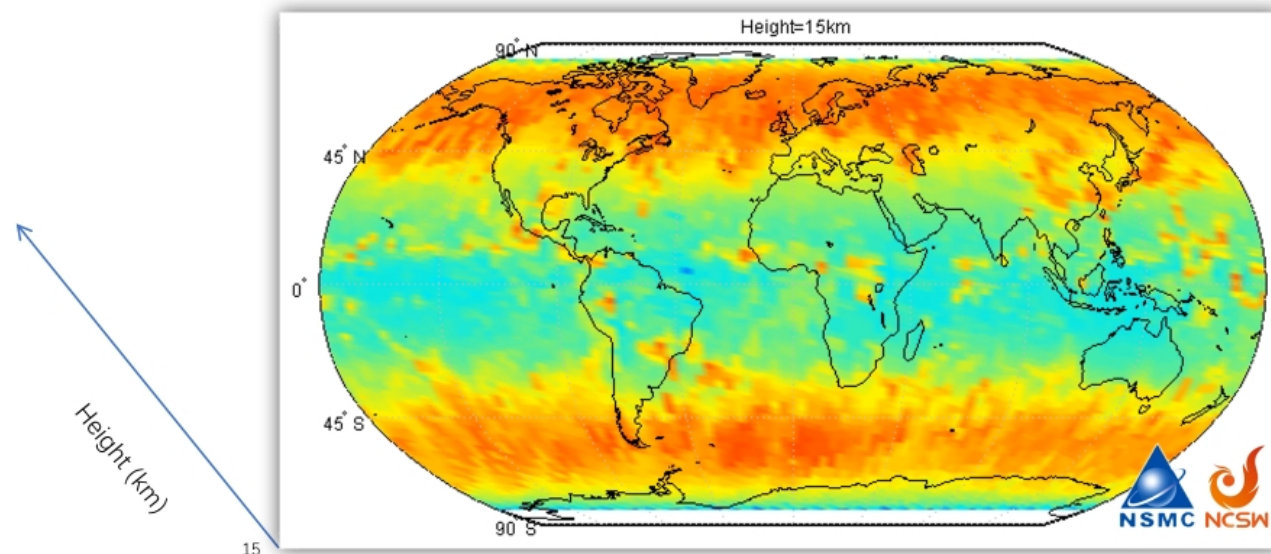 Height=15km
90° N
45° N
0°
45° S
90° S
Height (km)
15
NSMC NCSW